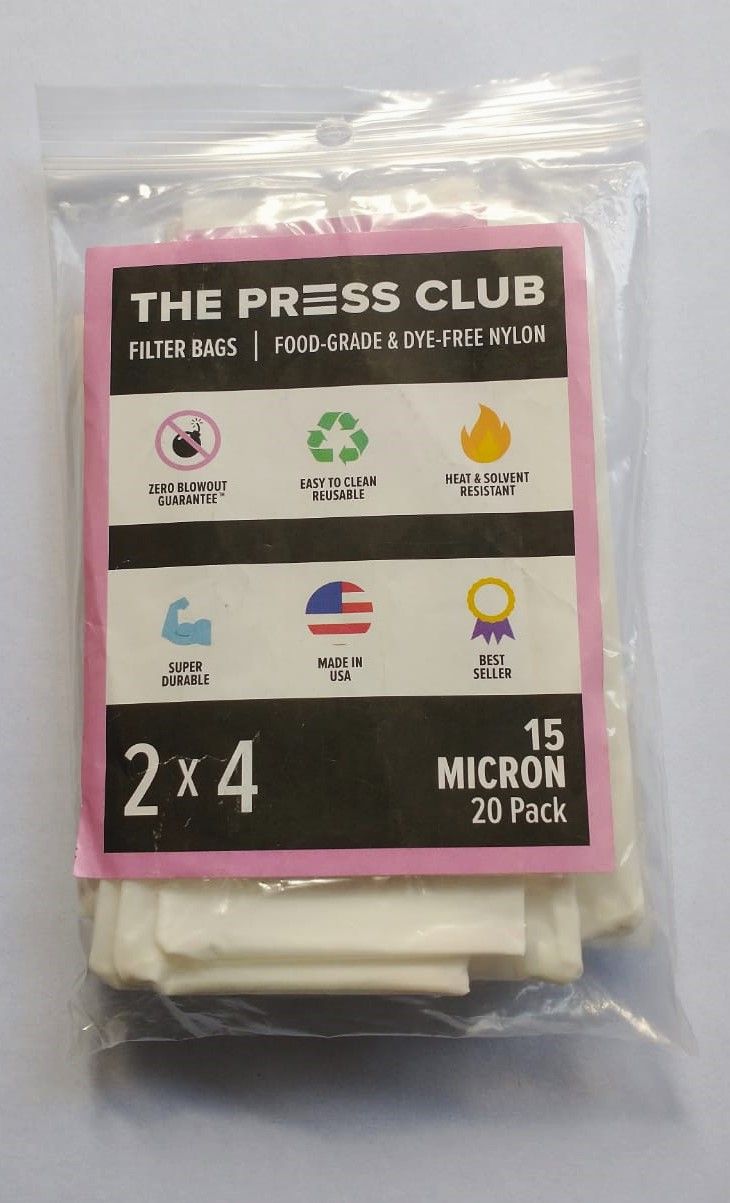 THE PRESS CLUB
FILTER BAGS | FOOD-GRADE & DYE-FREE NYLON
ZERO BLOWOUT
GUARANTEE™
EASY TO CLEAN
REUSABLE
HEAT & SOLVENT
RESISTANT
SUPER
DURABLE
MADE IN
USA
BEST
SELLER
2 x 4
15
MICRON
20 Pack